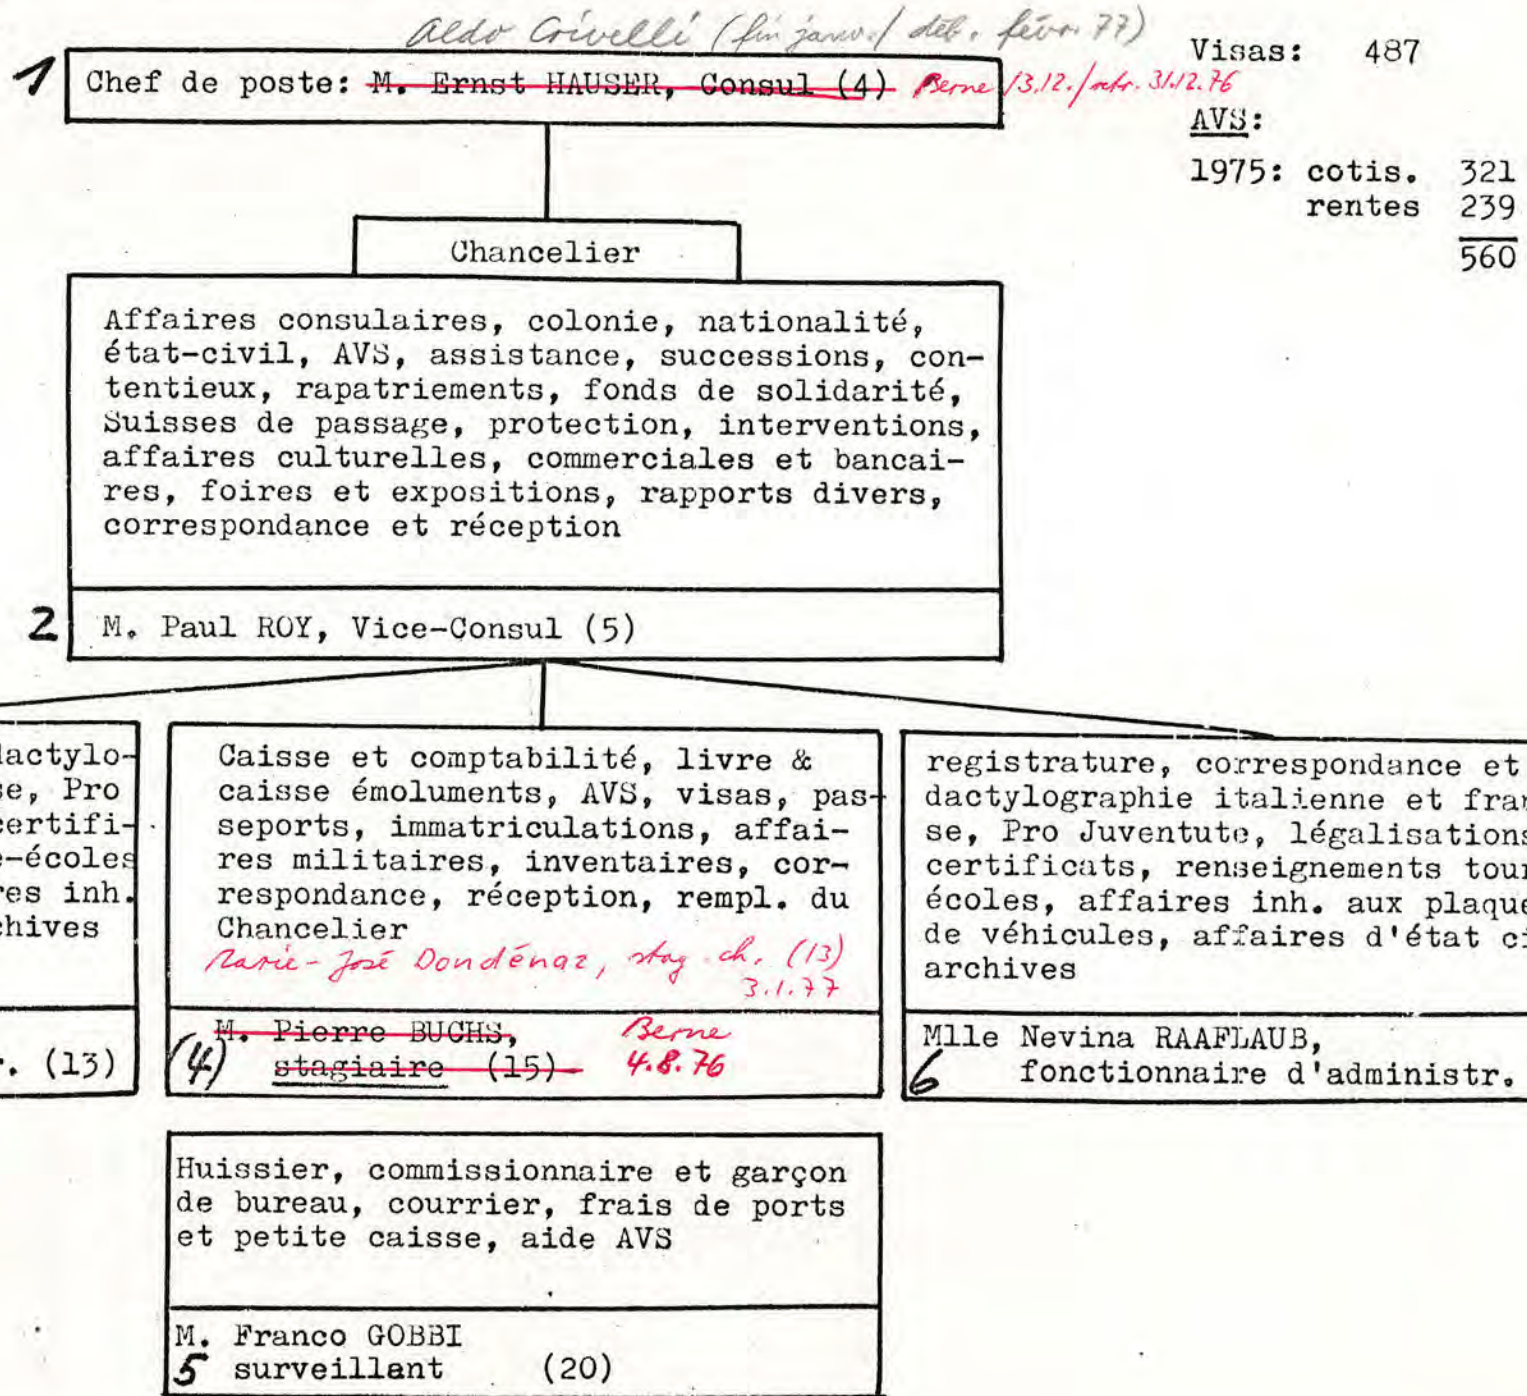 Aldo Crivelli (fin janv./ déb. févr. 77)
1 Chef de poste: M. Ernst HAUSER, Consul (4) Berne 13.12./retr. 31.12.76
Visas: 487
AVS:
1975: cotis. 321
rentes 239
560
Chancelier
Affaires consulaires, colonie, nationalité,
état-civil, AVS, assistance, successions, con-
tentieux, rapatriements, fonds de solidarité,
Suisses de passage, protection, interventions,
affaires culturelles, commerciales et bancai-
res, foires et expositions, rapports divers,
correspondance et réception
2 M. Paul ROY, Vice-Consul (5)
dactylo-
se, Pro
certifi-
e-écoles
res inh.
chives
r. (13)
Caisse et comptabilité, livre &
caisse émoluments, AVS, visas, pas-
seports, immatriculations, affai-
res militaires, inventaires, cor-
respondance, réception, rempl. du
Chancelier
Marie-José Dondénaz, stag. ch. (13)
3.1.77
M. Pierre BUCHS, Berne
(4) stagiaire (15) 4.8.76
registrature, correspondance et
dactylographie italienne et fran
se, Pro Juventute, légalisations
certificats, renseignements tour
écoles, affaires inh. aux plaque
de véhicules, affaires d'état ci
archives
Mlle Nevina RAAFLAUB,
6 fonctionnaire d'administr.
Huissier, commissionnaire et garçon
de bureau, courrier, frais de ports
et petite caisse, aide AVS
M. Franco GOBBI
5 surveillant (20)